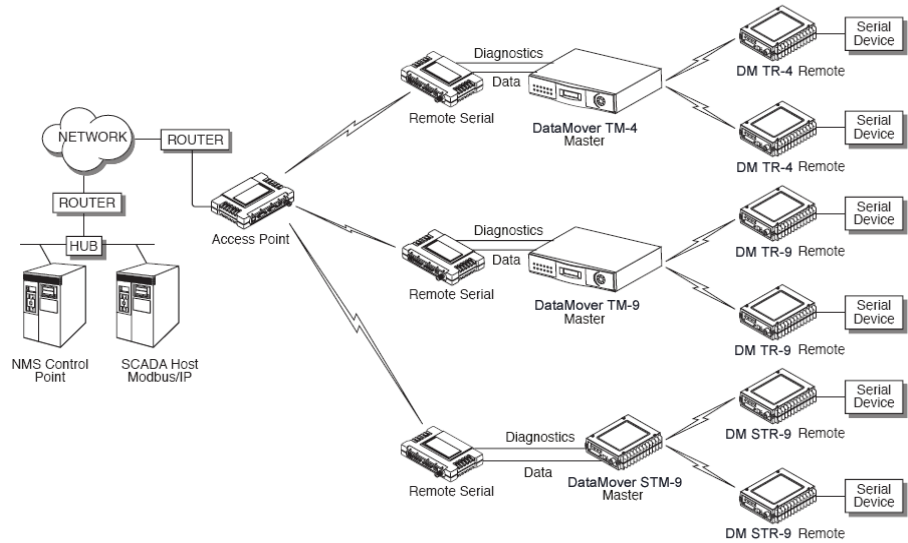 NETWORK
ROUTER
ROUTER
HUB
NMS Control
Point
SCADA Host
Modbus/IP
Access Point
Remote Serial
Diagnostics
Data
DataMover TM-4
Master
DM TR-4 Remote
Serial
Device
DM TR-4 Remote
Serial
Device
Remote Serial
Diagnostics
Data
DataMover TM-9
Master
DM TR-9 Remote
Serial
Device
DM TR-9 Remote
Serial
Device
Remote Serial
Diagnostics
Data
DataMover STM-9
Master
DM STR-9 Remote
Serial
Device
DM STR-9 Remote
Serial
Device